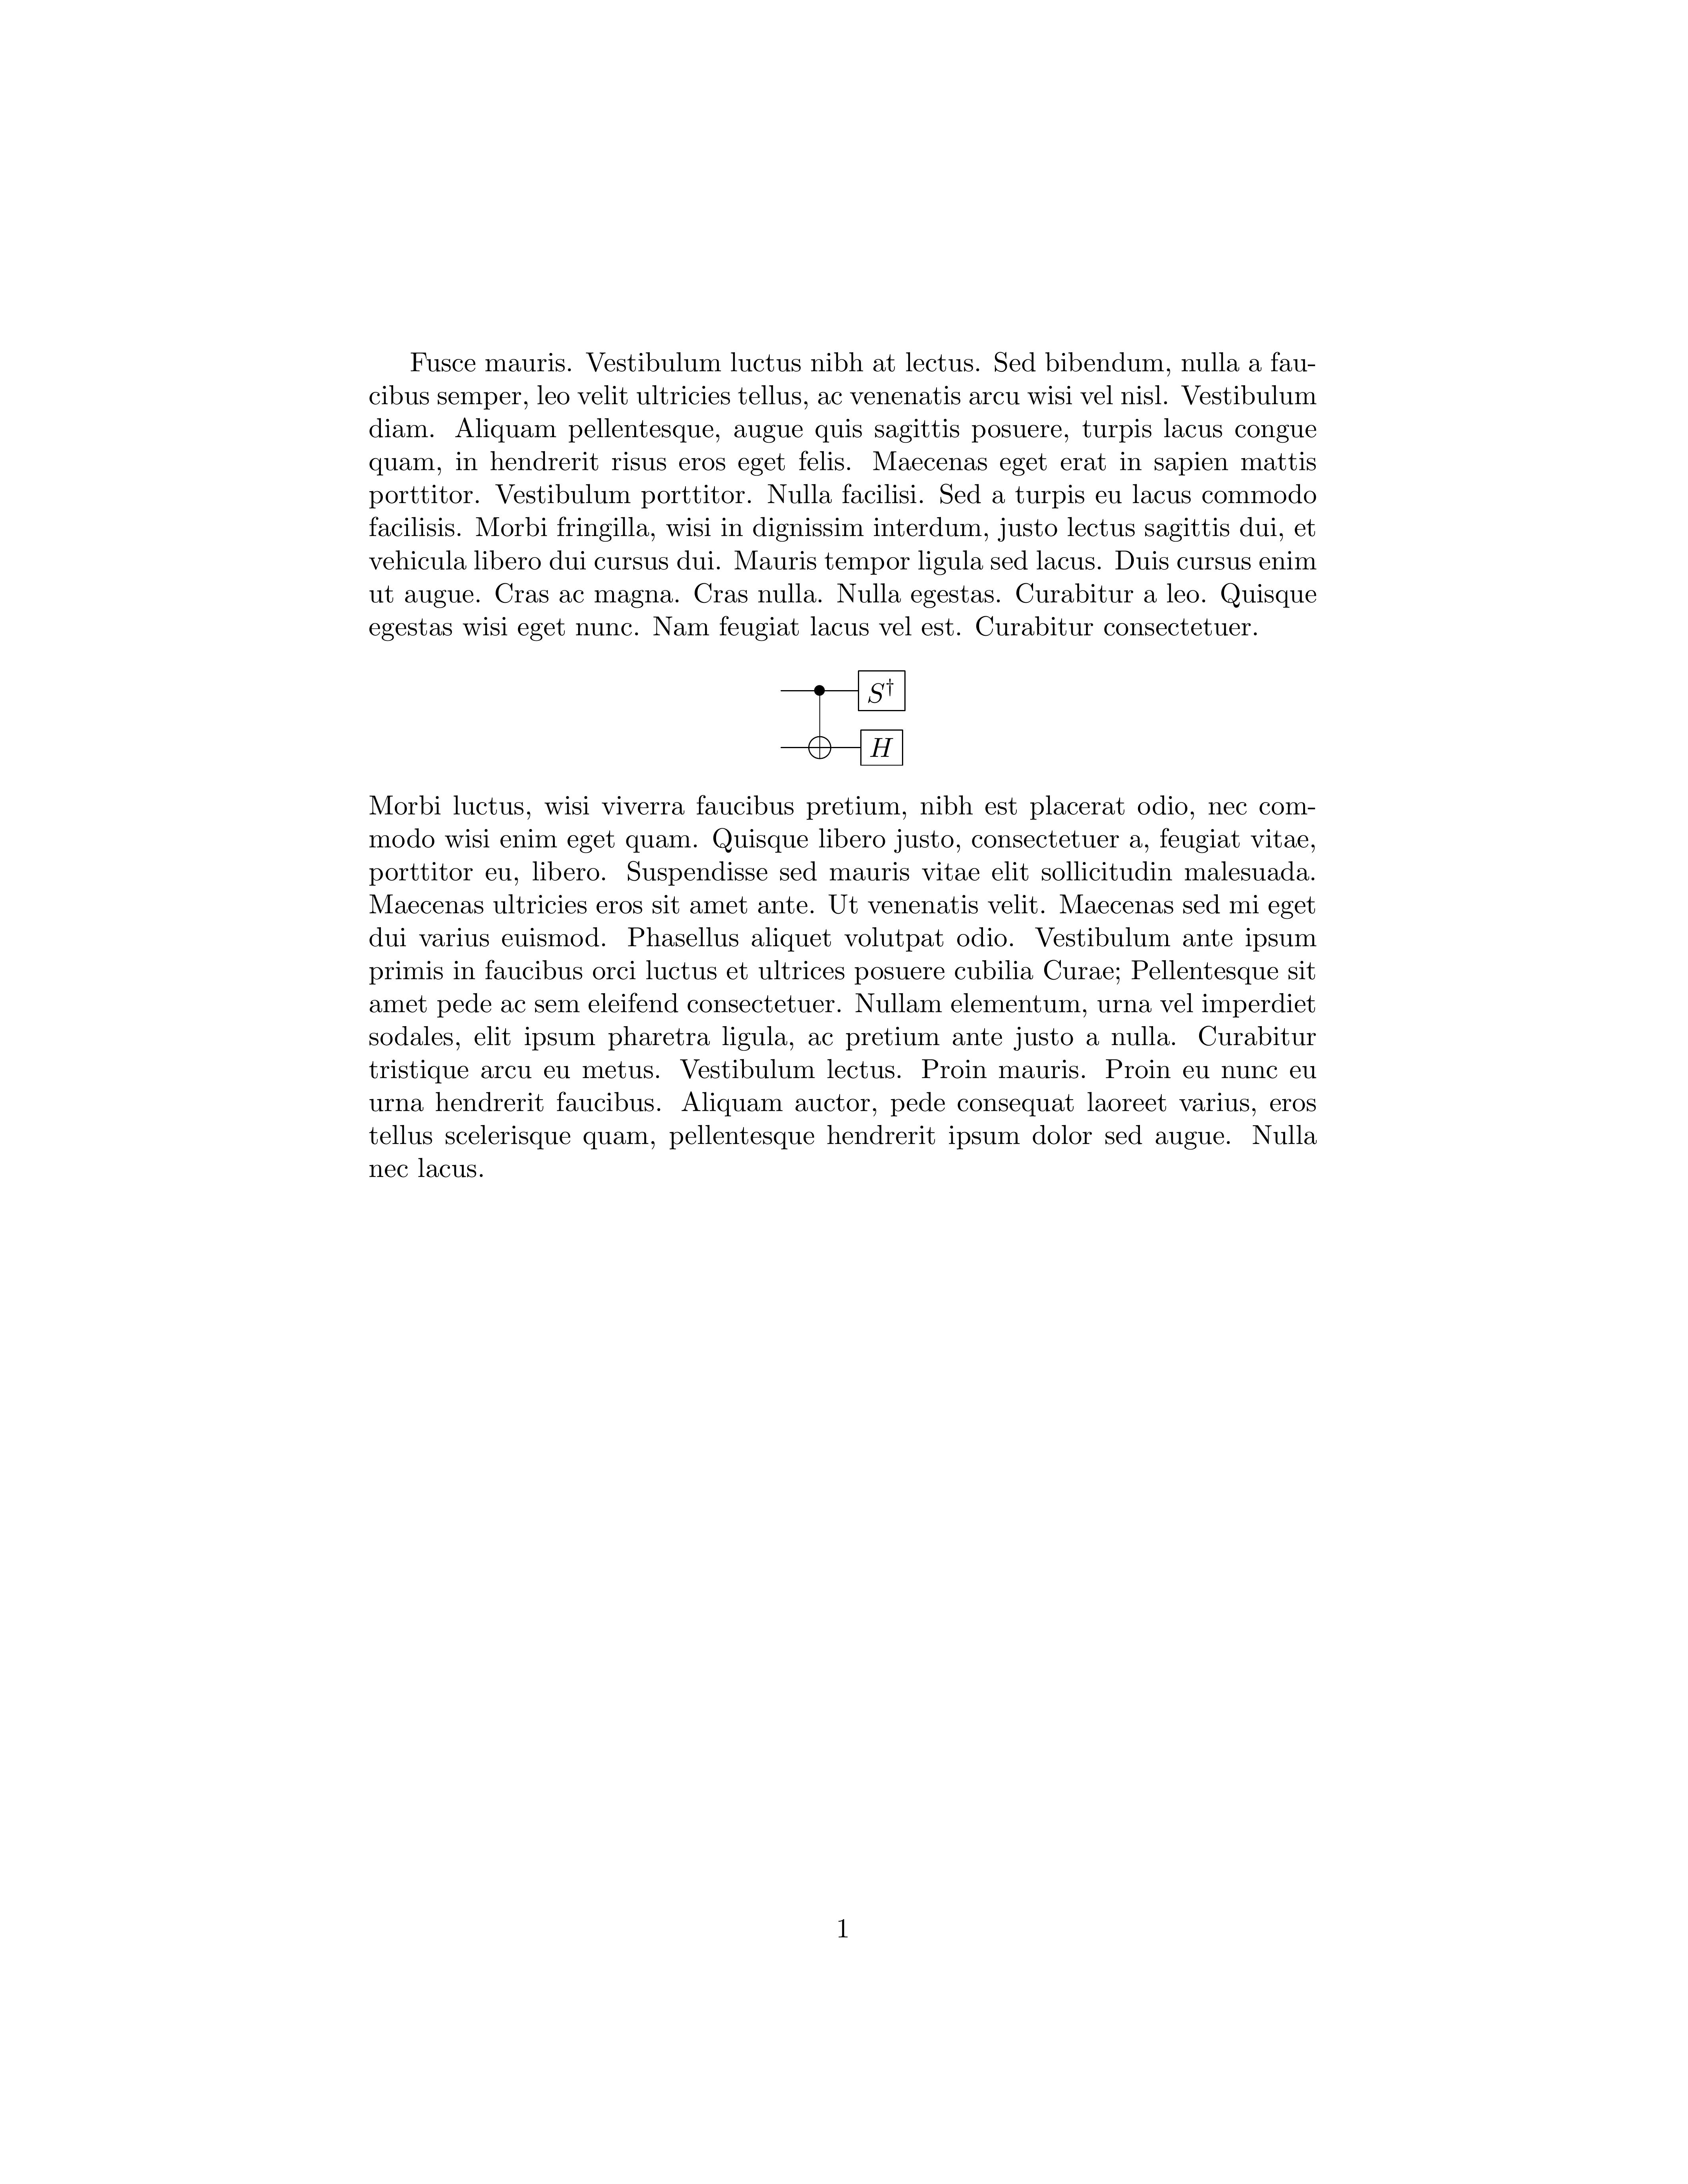 Fusce mauris. Vestibulum luctus nibh at lectus. Sed bibendum, nulla a fau-
cibus semper, leo velit ultricies tellus, ac venenatis arcu wisi vel nisl. Vestibulum
diam. Aliquam pellentesque, augue quis sagittis posuere, turpis lacus congue
quam, in hendrerit risus eros eget felis. Maecenas eget erat in sapien mattis
porttitor. Vestibulum porttitor. Nulla facilisi. Sed a turpis eu lacus commodo
facilisis. Morbi fringilla, wisi in dignissim interdum, justo lectus sagittis dui, et
vehicula libero dui cursus dui. Mauris tempor ligula sed lacus. Duis cursus enim
ut augue. Cras ac magna. Cras nulla. Nulla egestas. Curabitur a leo. Quisque
egestas wisi eget nunc. Nam feugiat lacus vel est. Curabitur consectetuer.
S†
H
Morbi luctus, wisi viverra faucibus pretium, nibh est placerat odio, nec com-
modo wisi enim eget quam. Quisque libero justo, consectetuer a, feugiat vitae,
porttitor eu, libero. Suspendisse sed mauris vitae elit sollicitudin malesuada.
Maecenas ultricies eros sit amet ante. Ut venenatis velit. Maecenas sed mi eget
dui varius euismod. Phasellus aliquet volutpat odio. Vestibulum ante ipsum
primis in faucibus orci luctus et ultrices posuere cubilia Curae; Pellentesque sit
amet pede ac sem eleifend consectetuer. Nullam elementum, urna vel imperdiet
sodales, elit ipsum pharetra ligula, ac pretium ante justo a nulla. Curabitur
tristique arcu eu metus. Vestibulum lectus. Proin mauris. Proin eu nunc eu
urna hendrerit faucibus. Aliquam auctor, pede consequat laoreet varius, eros
tellus scelerisque quam, pellentesque hendrerit ipsum dolor sed augue. Nulla
nec lacus.
1